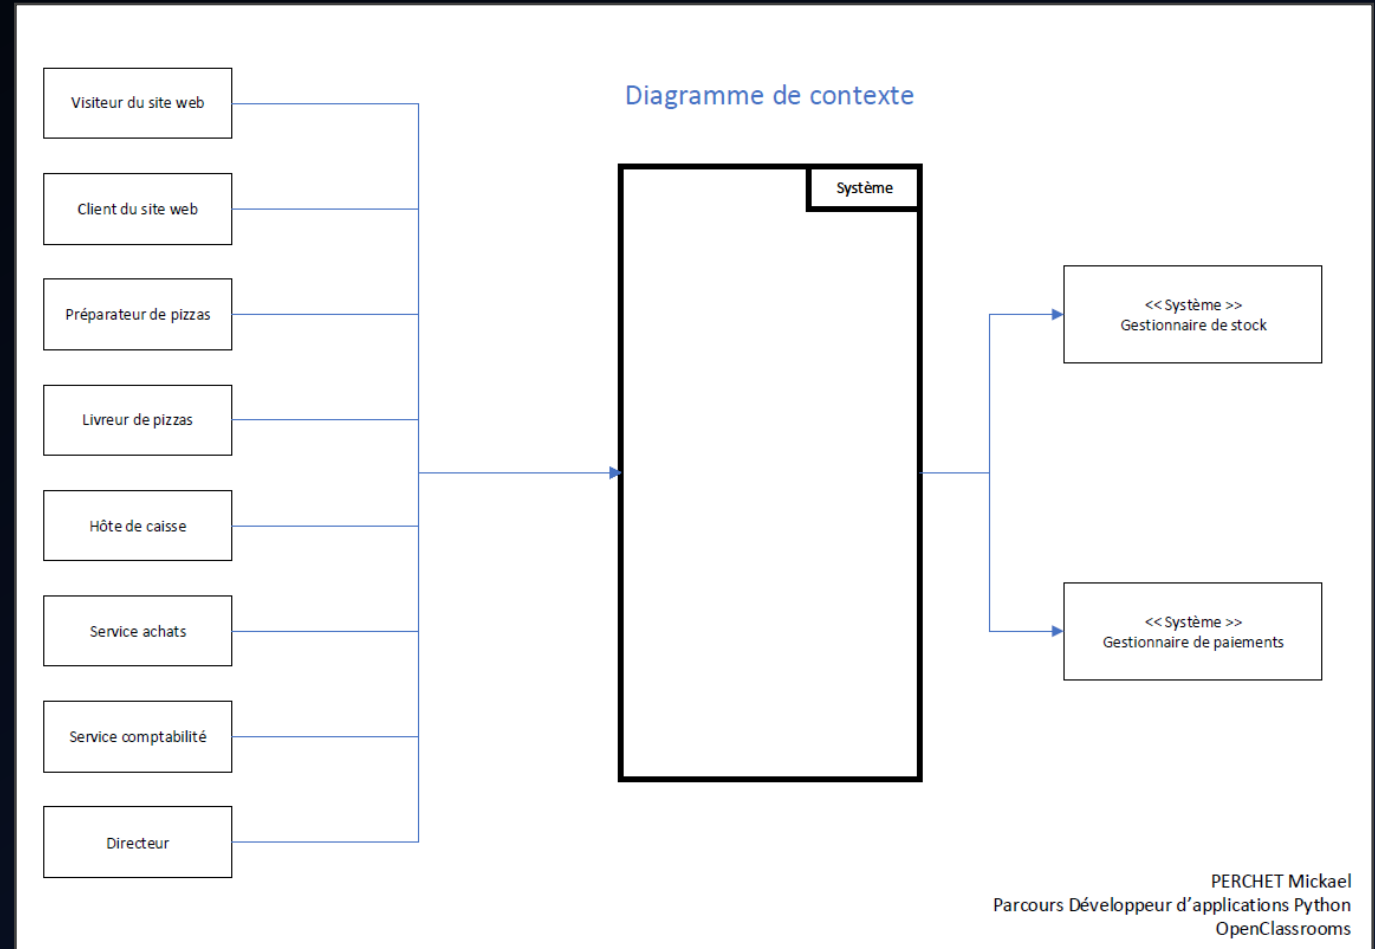 Diagramme de contexte
Visiteur du site web
Client du site web
Préparateur de pizzas
Livreur de pizzas
Hôte de caisse
Service achats
Service comptabilité
Directeur
Système
<< Système >>
Gestionnaire de stock
<< Système >>
Gestionnaire de paiements
PERCHET Mickael
Parcours Développeur d’applications Python
OpenClassrooms